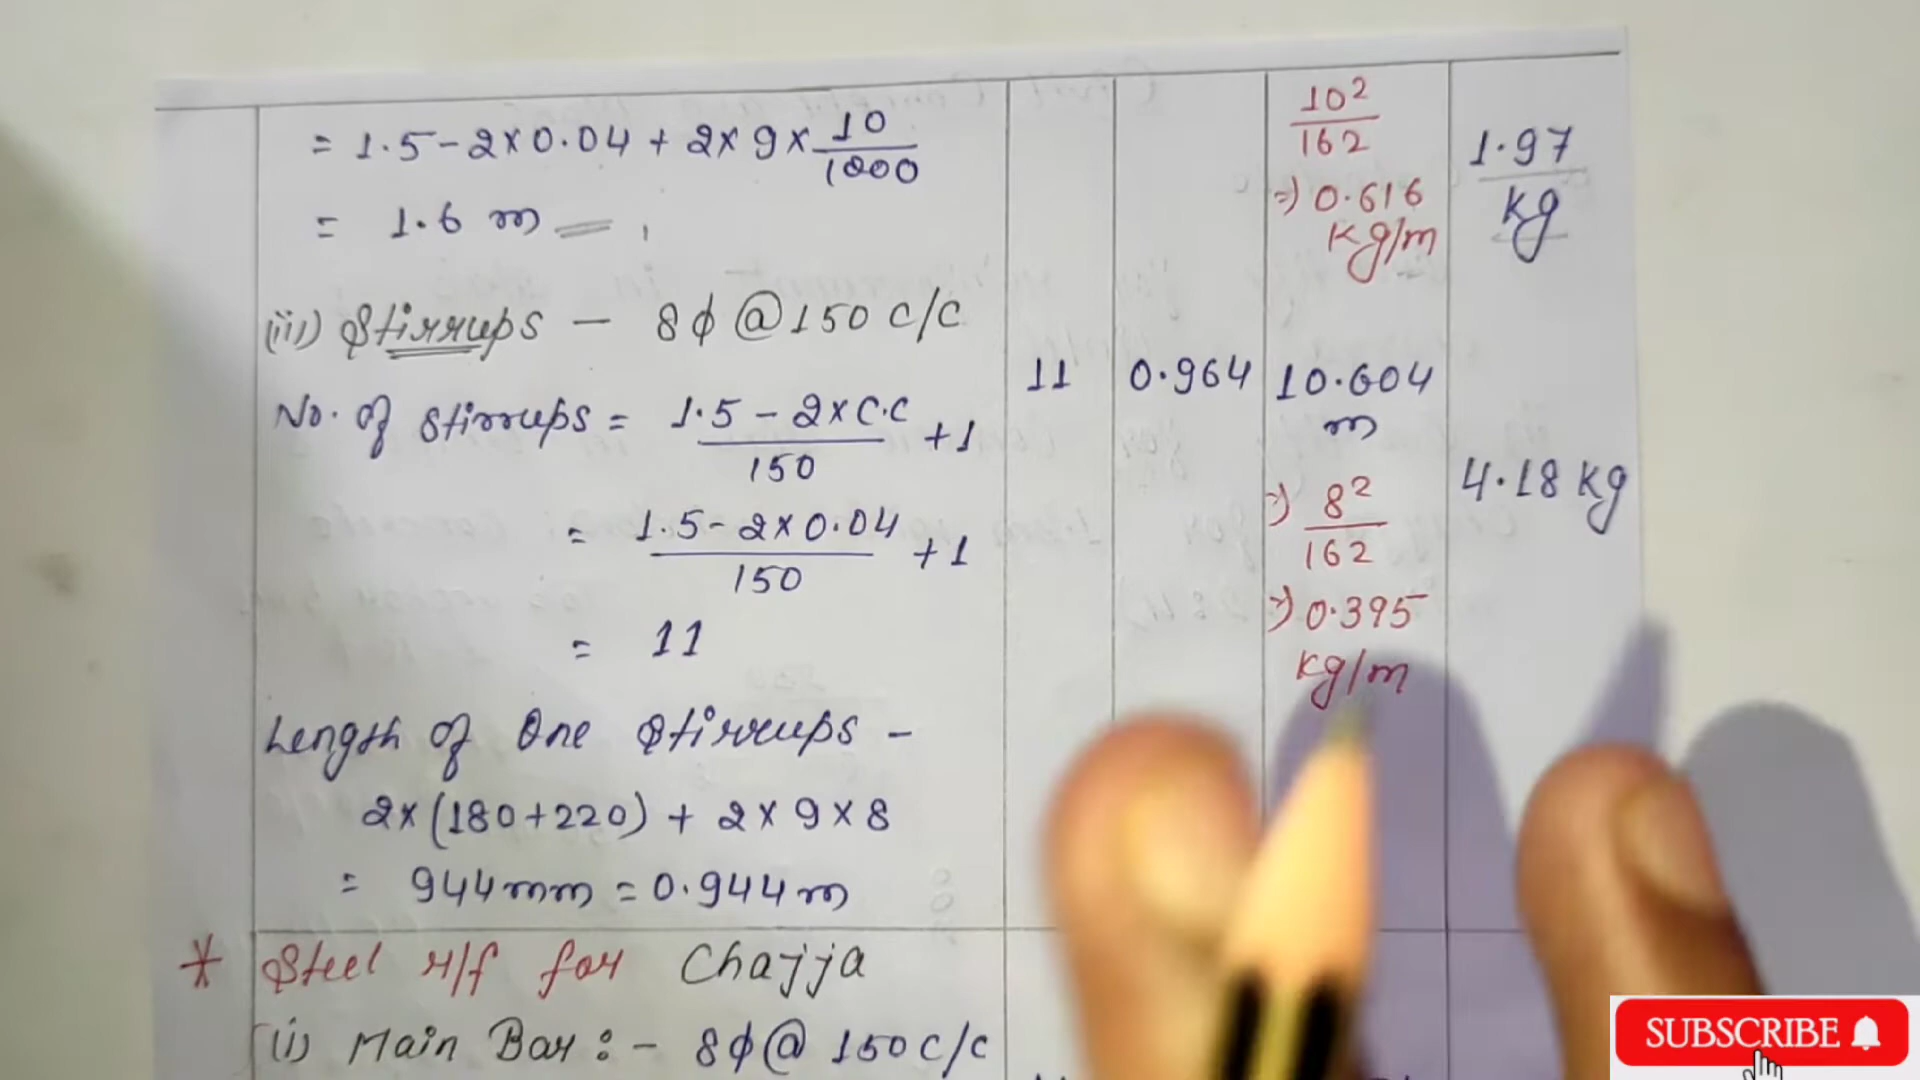 = 1.5 - 2 × 0.04 + 2 × 9 × 10/1000
= 1.6 m
10²/162
⇒ 0.616
kg/m
1.97
kg
(iii) Stirrups - 8φ @ 150 C/C
No. of Stirrups = 1.5 - 2 × C.C/150 + 1
= 1.5 - 2 × 0.04/150 + 1
= 11
11
0.964
10.604
m
⇒ 8²/162
⇒ 0.395
kg/m
4.18 kg
Length of One Stirrups -
2 × (180 + 220) + 2 × 9 × 8
= 944 mm = 0.944 m
* Steel r/f for Chajja
(i) Main Bar : - 8φ @ 150 C/C
SUBSCRIBE